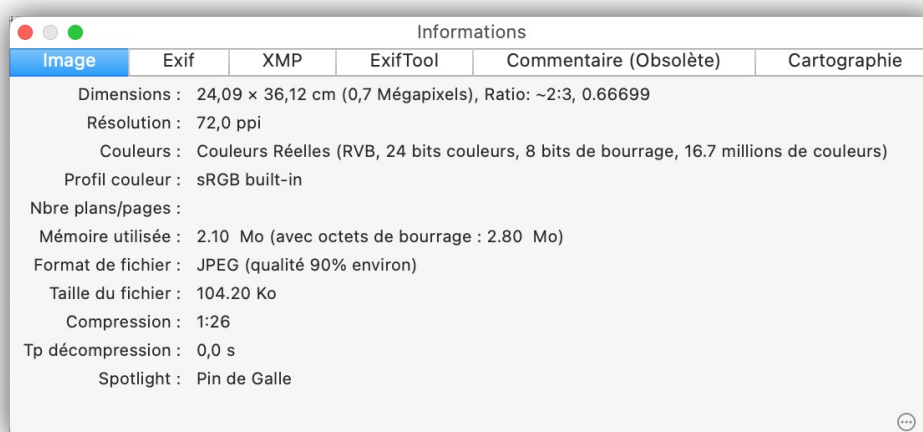 Informations
Image Exif XMP ExifTool Commentaire (Obsolète) Cartographie
Dimensions : 24,09 × 36,12 cm (0,7 Mégapixels), Ratio: ~2:3, 0.66699
Résolution : 72,0 ppi
Couleurs : Couleurs Réelles (RVB, 24 bits couleurs, 8 bits de bourrage, 16.7 millions de couleurs)
Profil couleur : sRGB built-in
Nbre plans/pages :
Mémoire utilisée : 2.10 Mo (avec octets de bourrage : 2.80 Mo)
Format de fichier : JPEG (qualité 90% environ)
Taille du fichier : 104.20 Ko
Compression : 1:26
Tp décompression : 0,0 s
Spotlight : Pin de Galle